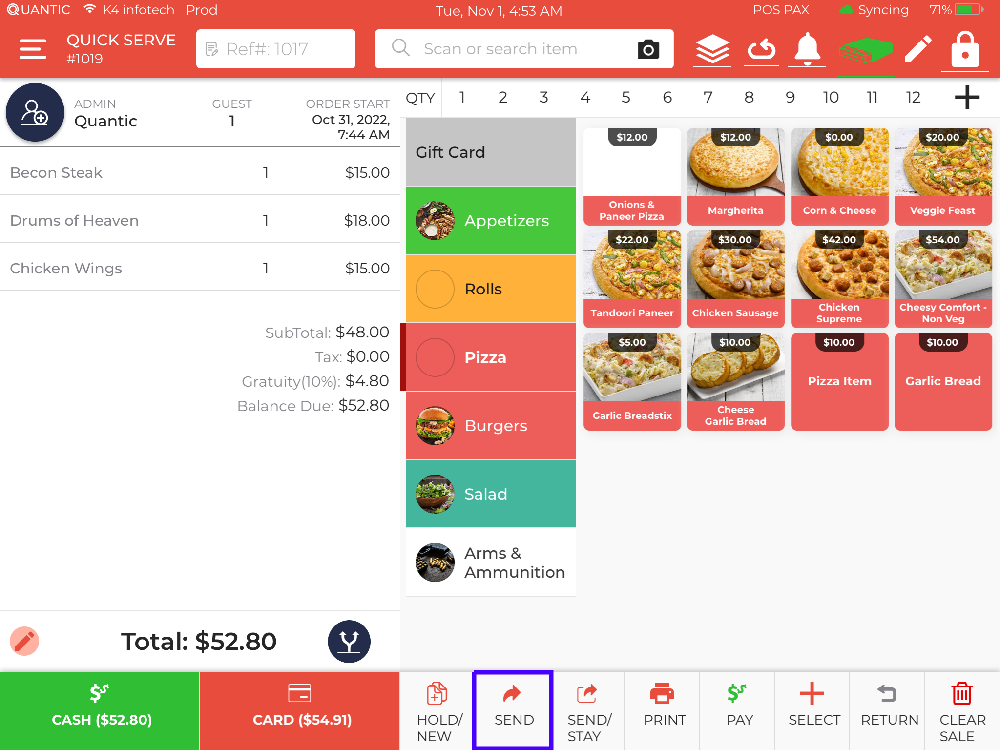 QUANTIC K4 infotech Prod
Tue, Nov 1, 4:53 AM
POS PAX Syncing 71%
QUICK SERVE
#1019
Ref#: 1017
Scan or search item
ADMIN
Quantic
GUEST
1
ORDER START
Oct 31, 2022,
7:44 AM
Becon Steak 1 $15.00
Drums of Heaven 1 $18.00
Chicken Wings 1 $15.00
SubTotal: $48.00
Tax: $0.00
Gratuity(10%): $4.80
Balance Due: $52.80
Total: $52.80
CASH ($52.80)
CARD ($54.91)
QTY 1 2 3 4 5 6 7 8 9 10 11 12
Gift Card
Appetizers
Rolls
Pizza
Burgers
Salad
Arms &
Ammunition
$12.00
Onions &
Paneer Pizza
$12.00
Margherita
$0.00
Corn & Cheese
$20.00
Veggie Feast
$22.00
Tandoori Paneer
$30.00
Chicken Sausage
$42.00
Chicken
Supreme
$54.00
Cheesy Comfort -
Non Veg
$5.00
Garlic Breadstix
$10.00
Cheese
Garlic Bread
$10.00
Pizza Item
$10.00
Garlic Bread
HOLD/
NEW
SEND
SEND/
STAY
PRINT
PAY
SELECT
RETURN
CLEAR
SALE